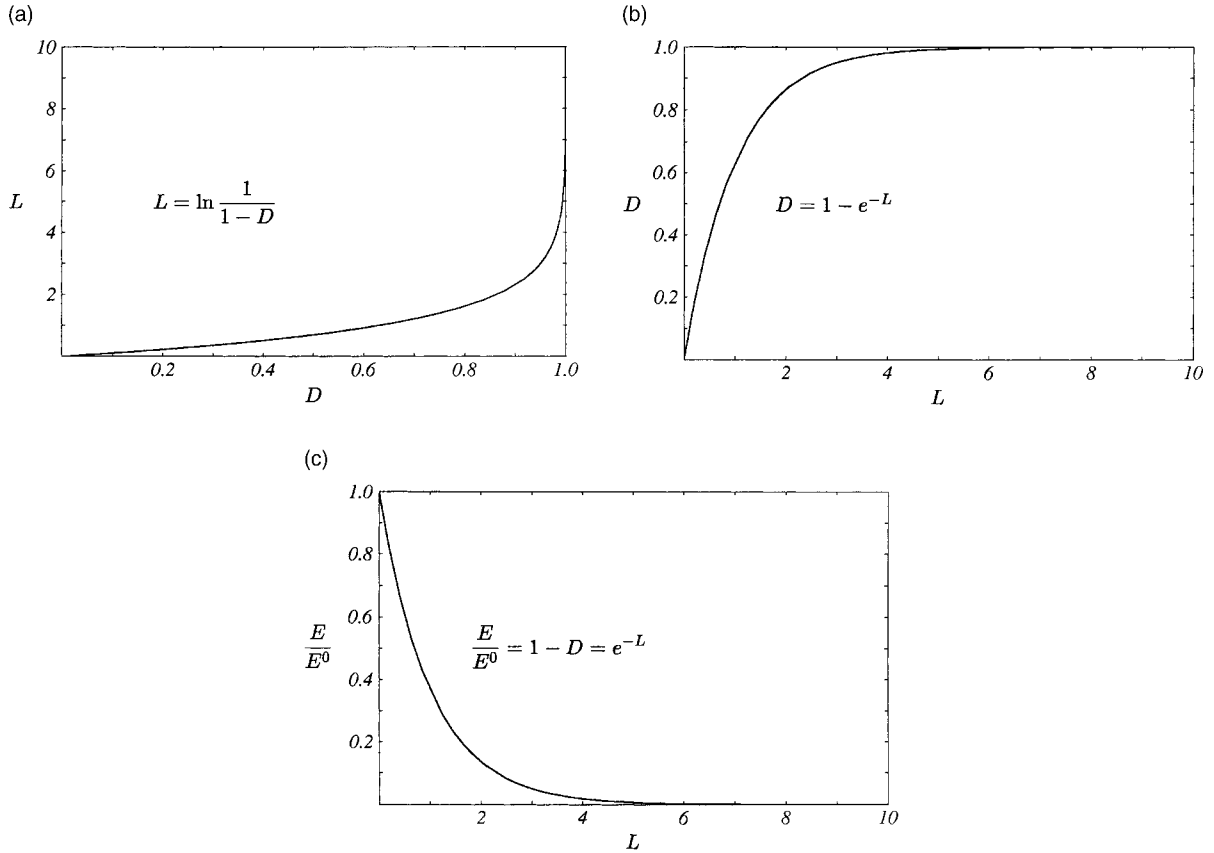 (a)
10
8
6
4
2
L
L = ln 1/(1 − D)
0.2 0.4 0.6 0.8 1.0
D
(b)
1.0
0.8
0.6
0.4
0.2
D
D = 1 − e^{−L}
2 4 6 8 10
L
(c)
1.0
0.8
0.6
0.4
0.2
E/E⁰
E/E⁰ = 1 − D = e^{−L}
2 4 6 8 10
L